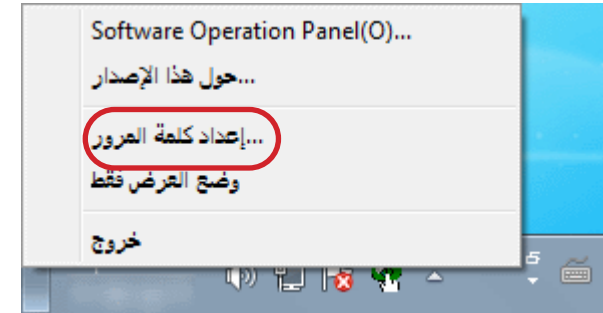 Software Operation Panel(O)...
حول هذا الإصدار...
إعداد كلمة المرور...
وضع العرض فقط
خروج